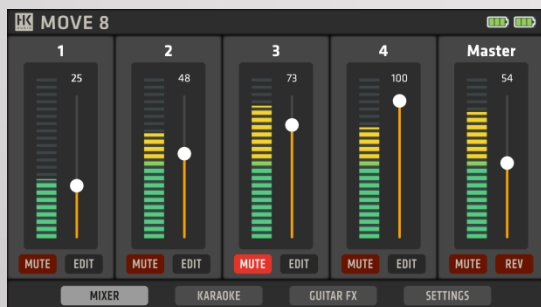 HK MOVE 8
1 2 3 4 Master
25 48 73 100 54
MUTE EDIT MUTE EDIT MUTE EDIT MUTE EDIT MUTE REV
MIXER KARAOKE GUITAR FX SETTINGS